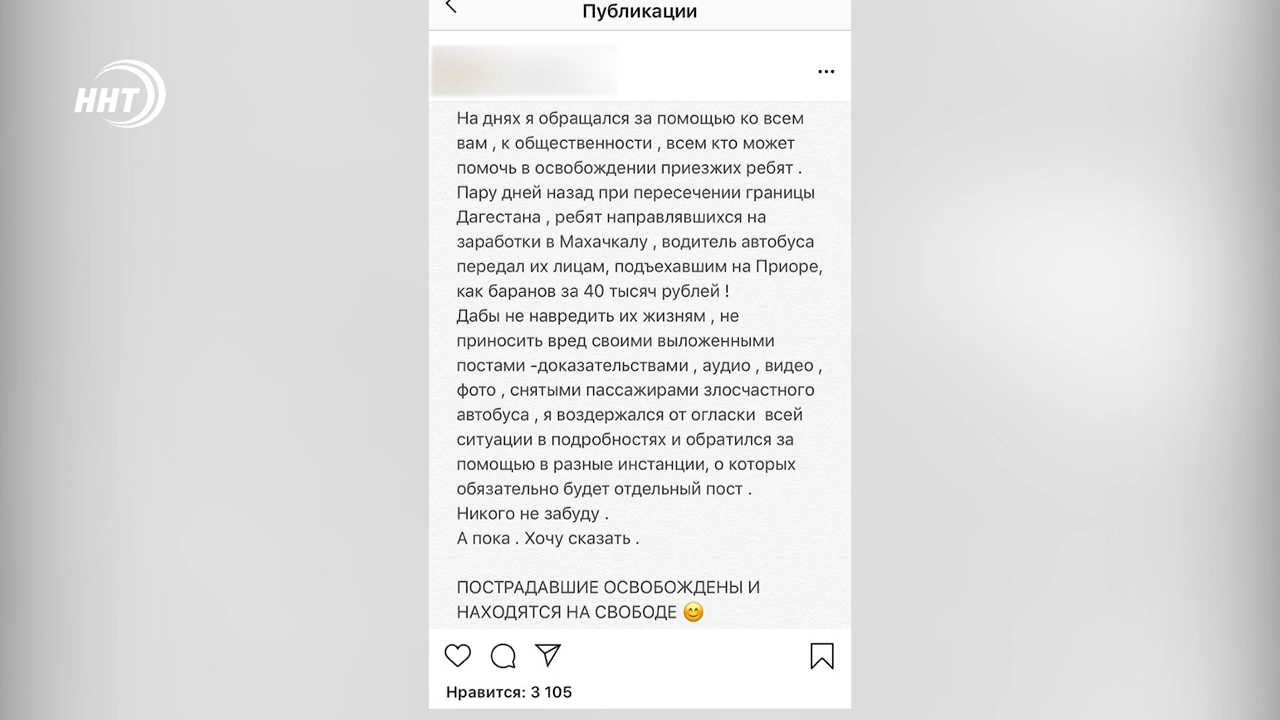 Публикации
ННТ
На днях я обращался за помощью ко всем
вам , к общественности , всем кто может
помочь в освобождении приезжих ребят .
Пару дней назад при пересечении границы
Дагестана , ребят направлявшихся на
заработки в Махачкалу , водитель автобуса
передал их лицам, подъехавшим на Приоре,
как баранов за 40 тысяч рублей !
Дабы не навредить их жизням , не
приносить вред своими выложенными
постами -доказательствами , аудио , видео ,
фото , снятыми пассажирами злосчастного
автобуса , я воздержался от огласки  всей
ситуации в подробностях и обратился за
помощью в разные инстанции, о которых
обязательно будет отдельный пост .
Никого не забуду .
А пока . Хочу сказать .
ПОСТРАДАВШИЕ ОСВОБОЖДЕНЫ И
НАХОДЯТСЯ НА СВОБОДЕ 😊
Нравится: 3 105